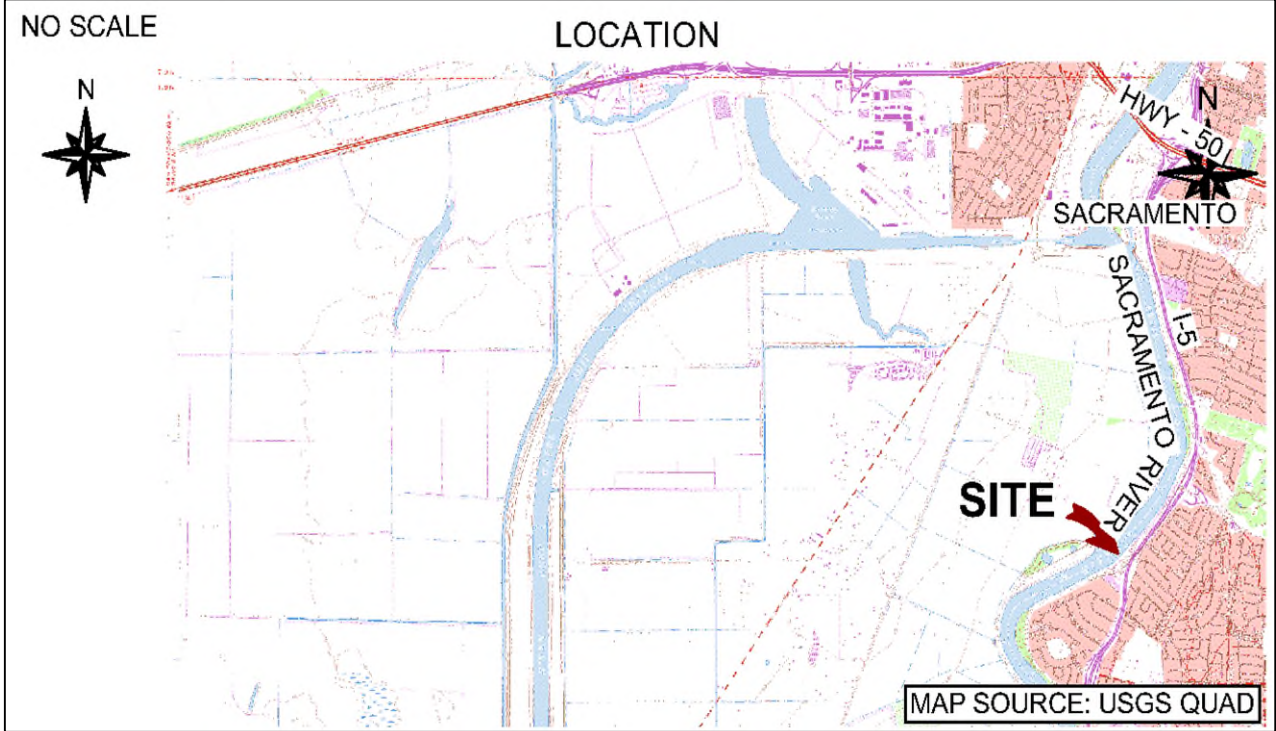 NO SCALE
LOCATION
N
N
HWY - 50
SACRAMENTO
SACRAMENTO RIVER
I-5
SITE
MAP SOURCE: USGS QUAD